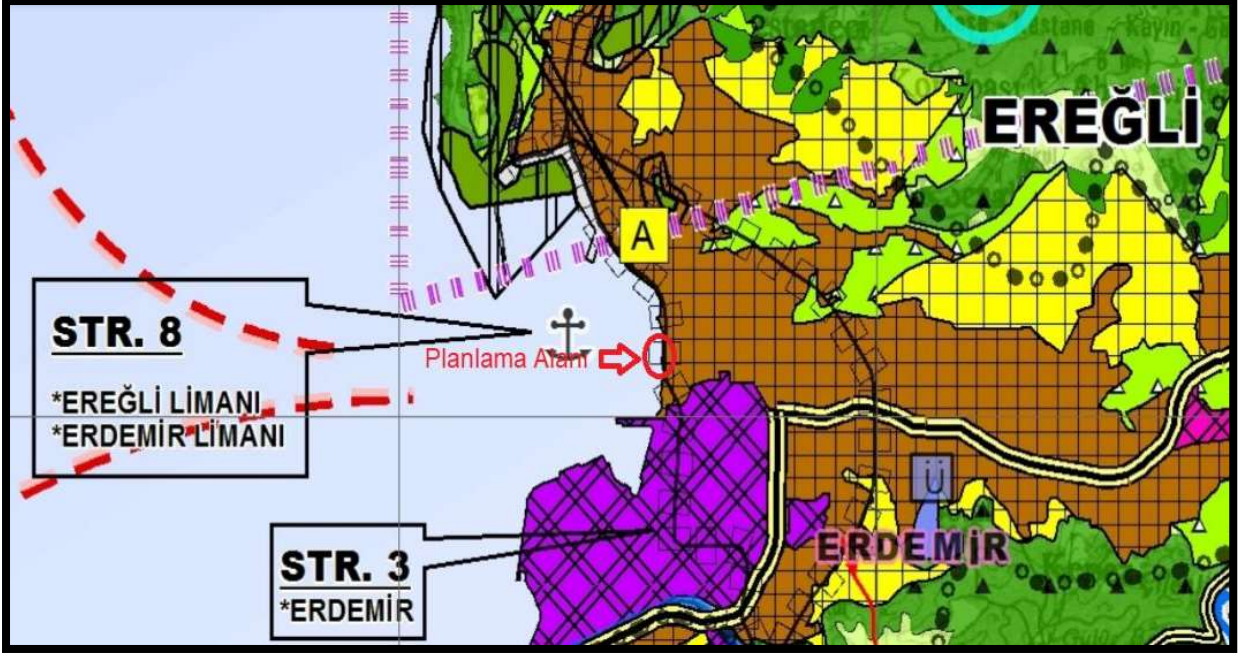 EREĞLİ
A
STR. 8
*EREĞLİ LİMANI
*ERDEMİR LİMANI
Planlama Alanı
Ü
ERDEMİR
STR. 3
*ERDEMİR